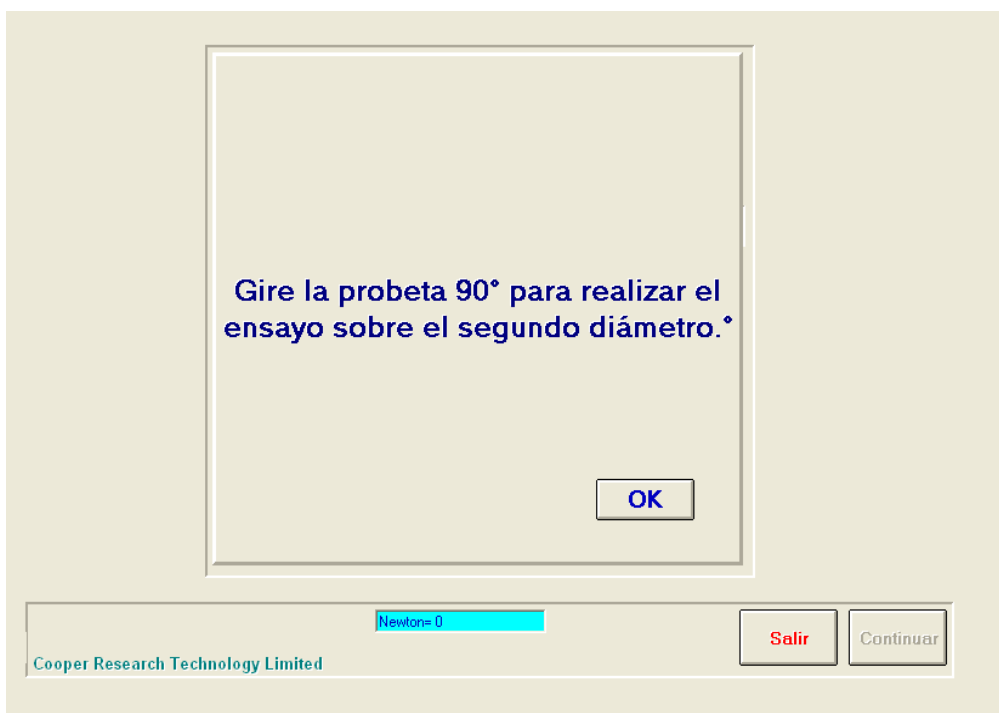 Gire la probeta 90° para realizar el
ensayo sobre el segundo diámetro.°
OK
Newton= 0
Salir
Continuar
Cooper Research Technology Limited